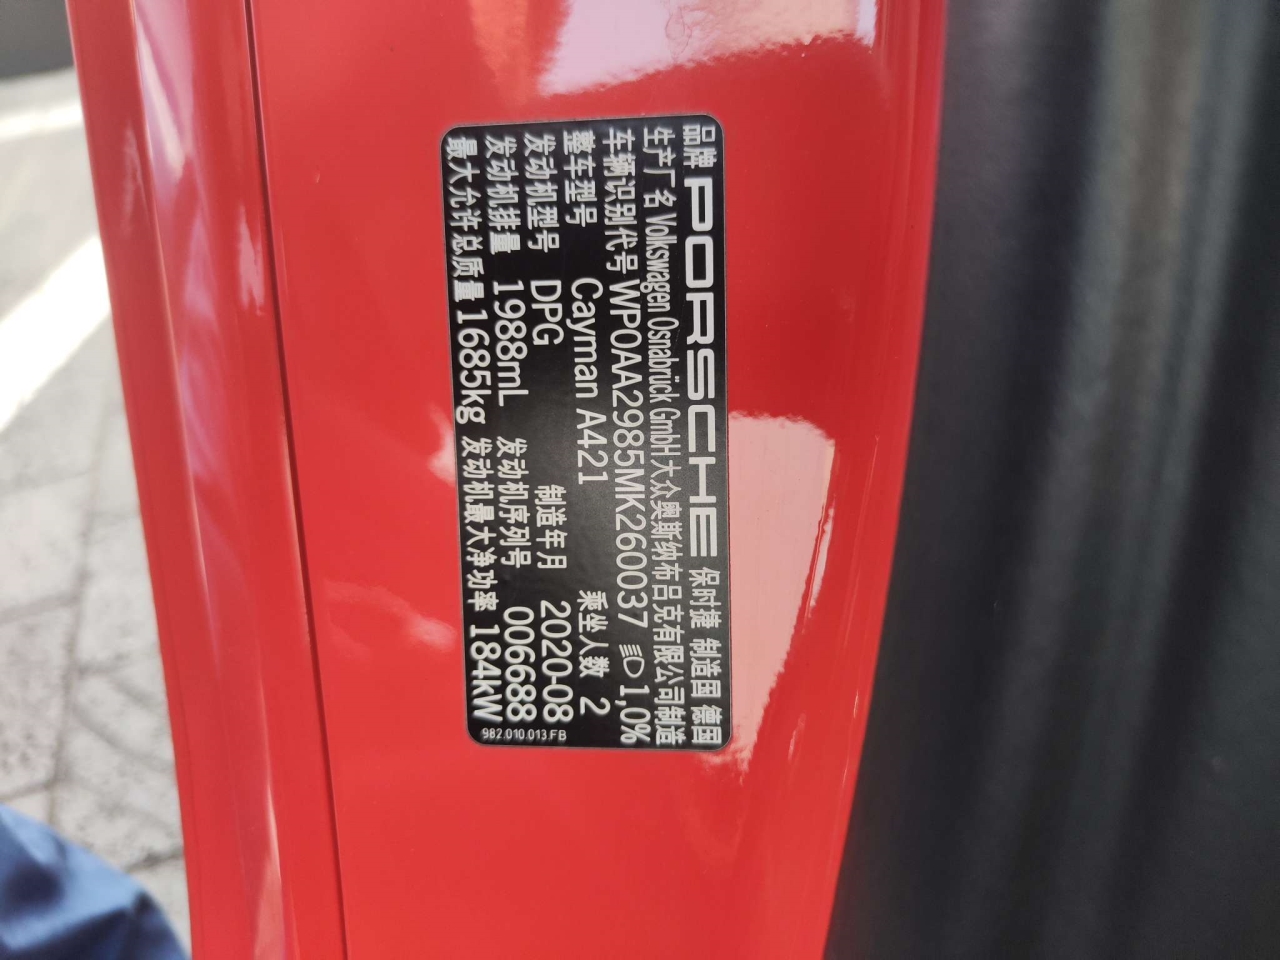 品牌 PORSCHE 保时捷 制造国 德国
生产厂名 Volkswagen Osnabrück GmbH 大众奥斯纳布吕克有限公司制造
车辆识别代号 WP0AA2985MK260037 1,0%
整车型号 Cayman A421 乘坐人数 2
发动机型号 DPG 制造年月 2020-08
发动机排量 1988mL 发动机序列号 006688
最大允许总质量 1685kg 发动机最大净功率 184kW
982.010.013.FB